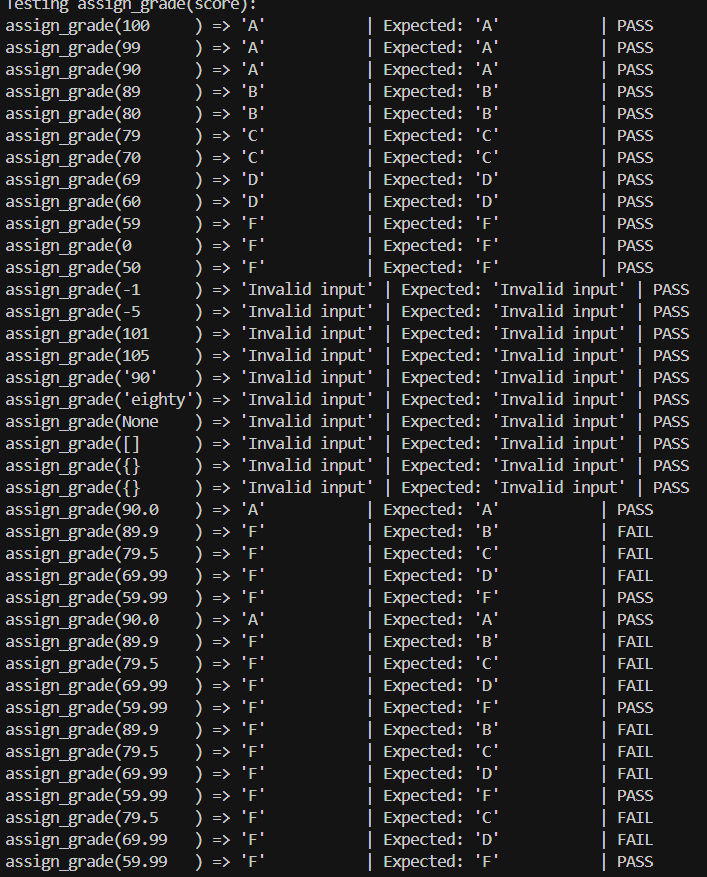 Testing assign_grade(score):
assign_grade(100     ) => 'A'           | Expected: 'A'           | PASS
assign_grade(99      ) => 'A'           | Expected: 'A'           | PASS
assign_grade(90      ) => 'A'           | Expected: 'A'           | PASS
assign_grade(89      ) => 'B'           | Expected: 'B'           | PASS
assign_grade(80      ) => 'B'           | Expected: 'B'           | PASS
assign_grade(79      ) => 'C'           | Expected: 'C'           | PASS
assign_grade(70      ) => 'C'           | Expected: 'C'           | PASS
assign_grade(69      ) => 'D'           | Expected: 'D'           | PASS
assign_grade(60      ) => 'D'           | Expected: 'D'           | PASS
assign_grade(59      ) => 'F'           | Expected: 'F'           | PASS
assign_grade(0       ) => 'F'           | Expected: 'F'           | PASS
assign_grade(50      ) => 'F'           | Expected: 'F'           | PASS
assign_grade(-1      ) => 'Invalid input' | Expected: 'Invalid input' | PASS
assign_grade(-5      ) => 'Invalid input' | Expected: 'Invalid input' | PASS
assign_grade(101     ) => 'Invalid input' | Expected: 'Invalid input' | PASS
assign_grade(105     ) => 'Invalid input' | Expected: 'Invalid input' | PASS
assign_grade('90'    ) => 'Invalid input' | Expected: 'Invalid input' | PASS
assign_grade('eighty') => 'Invalid input' | Expected: 'Invalid input' | PASS
assign_grade(None    ) => 'Invalid input' | Expected: 'Invalid input' | PASS
assign_grade([]      ) => 'Invalid input' | Expected: 'Invalid input' | PASS
assign_grade({}      ) => 'Invalid input' | Expected: 'Invalid input' | PASS
assign_grade({}      ) => 'Invalid input' | Expected: 'Invalid input' | PASS
assign_grade(90.0    ) => 'A'           | Expected: 'A'           | PASS
assign_grade(89.9    ) => 'F'           | Expected: 'B'           | FAIL
assign_grade(79.5    ) => 'F'           | Expected: 'C'           | FAIL
assign_grade(69.99   ) => 'F'           | Expected: 'D'           | FAIL
assign_grade(59.99   ) => 'F'           | Expected: 'F'           | PASS
assign_grade(90.0    ) => 'A'           | Expected: 'A'           | PASS
assign_grade(89.9    ) => 'F'           | Expected: 'B'           | FAIL
assign_grade(79.5    ) => 'F'           | Expected: 'C'           | FAIL
assign_grade(69.99   ) => 'F'           | Expected: 'D'           | FAIL
assign_grade(59.99   ) => 'F'           | Expected: 'F'           | PASS
assign_grade(89.9    ) => 'F'           | Expected: 'B'           | FAIL
assign_grade(79.5    ) => 'F'           | Expected: 'C'           | FAIL
assign_grade(69.99   ) => 'F'           | Expected: 'D'           | FAIL
assign_grade(59.99   ) => 'F'           | Expected: 'F'           | PASS
assign_grade(79.5    ) => 'F'           | Expected: 'C'           | FAIL
assign_grade(69.99   ) => 'F'           | Expected: 'D'           | FAIL
assign_grade(59.99   ) => 'F'           | Expected: 'F'           | PASS